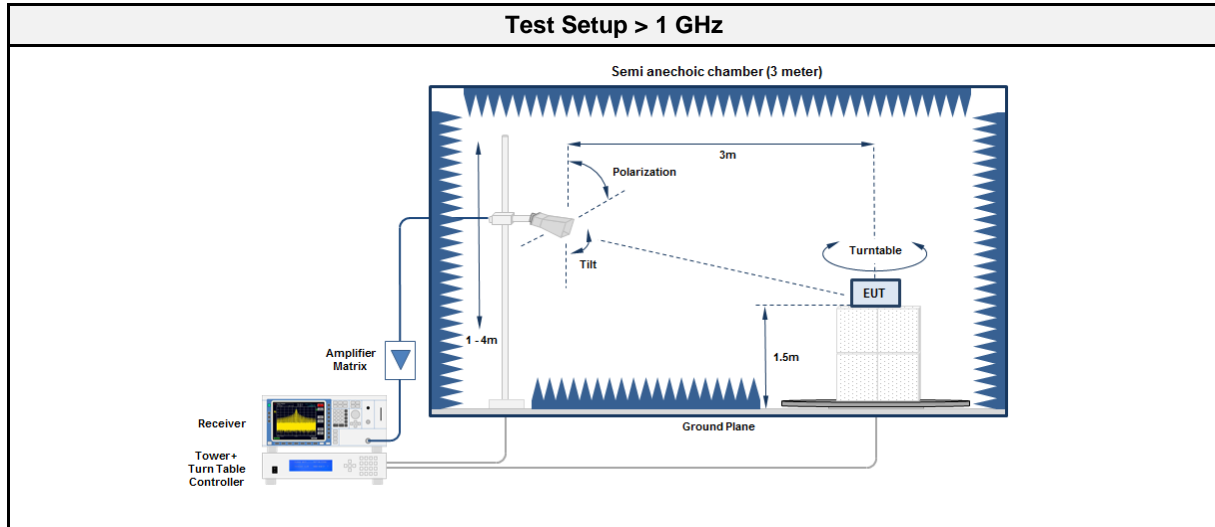 Test Setup > 1 GHz
Semi anechoic chamber (3 meter)
3m
Polarization
Turntable
Tilt
EUT
1 - 4m
1.5m
Amplifier
Matrix
Receiver
Ground Plane
Tower+
Turn Table
Controller